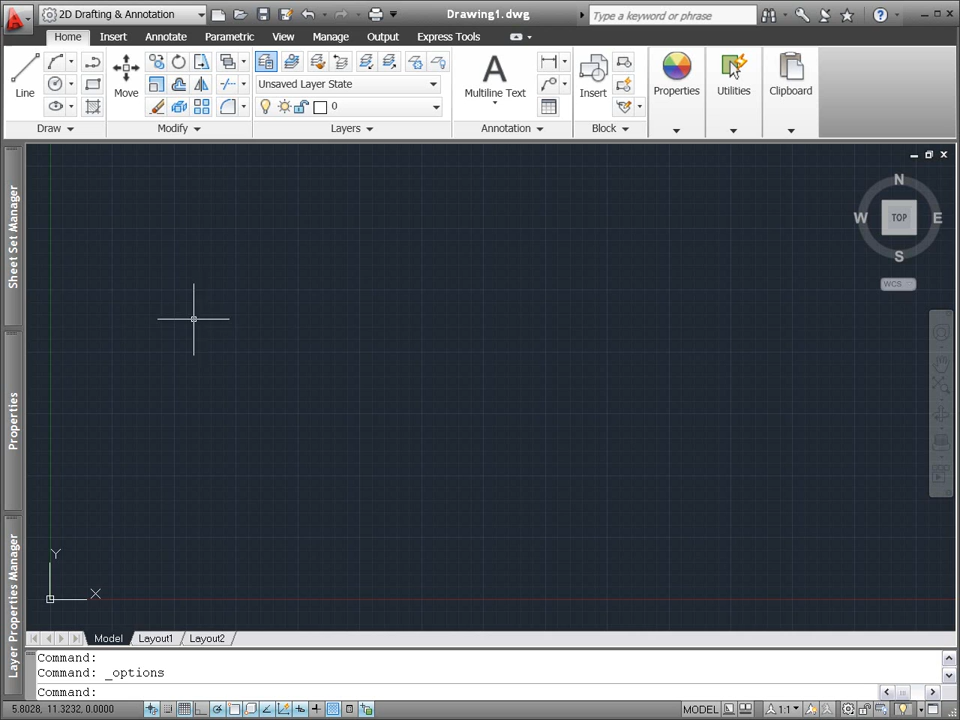 2D Drafting & Annotation
Drawing1.dwg
Type a keyword or phrase
Home
Insert
Annotate
Parametric
View
Manage
Output
Express Tools
Line
Move
Unsaved Layer State
0
Multiline Text
Insert
Properties
Utilities
Clipboard
Draw
Modify
Layers
Annotation
Block
Sheet Set Manager
Properties
Layer Properties Manager
N
W
TOP
E
S
WCS
Y
X
Model
Layout1
Layout2
Command:
Command: _options
Command:
5.8028, 11.3232, 0.0000
MODEL
1:1